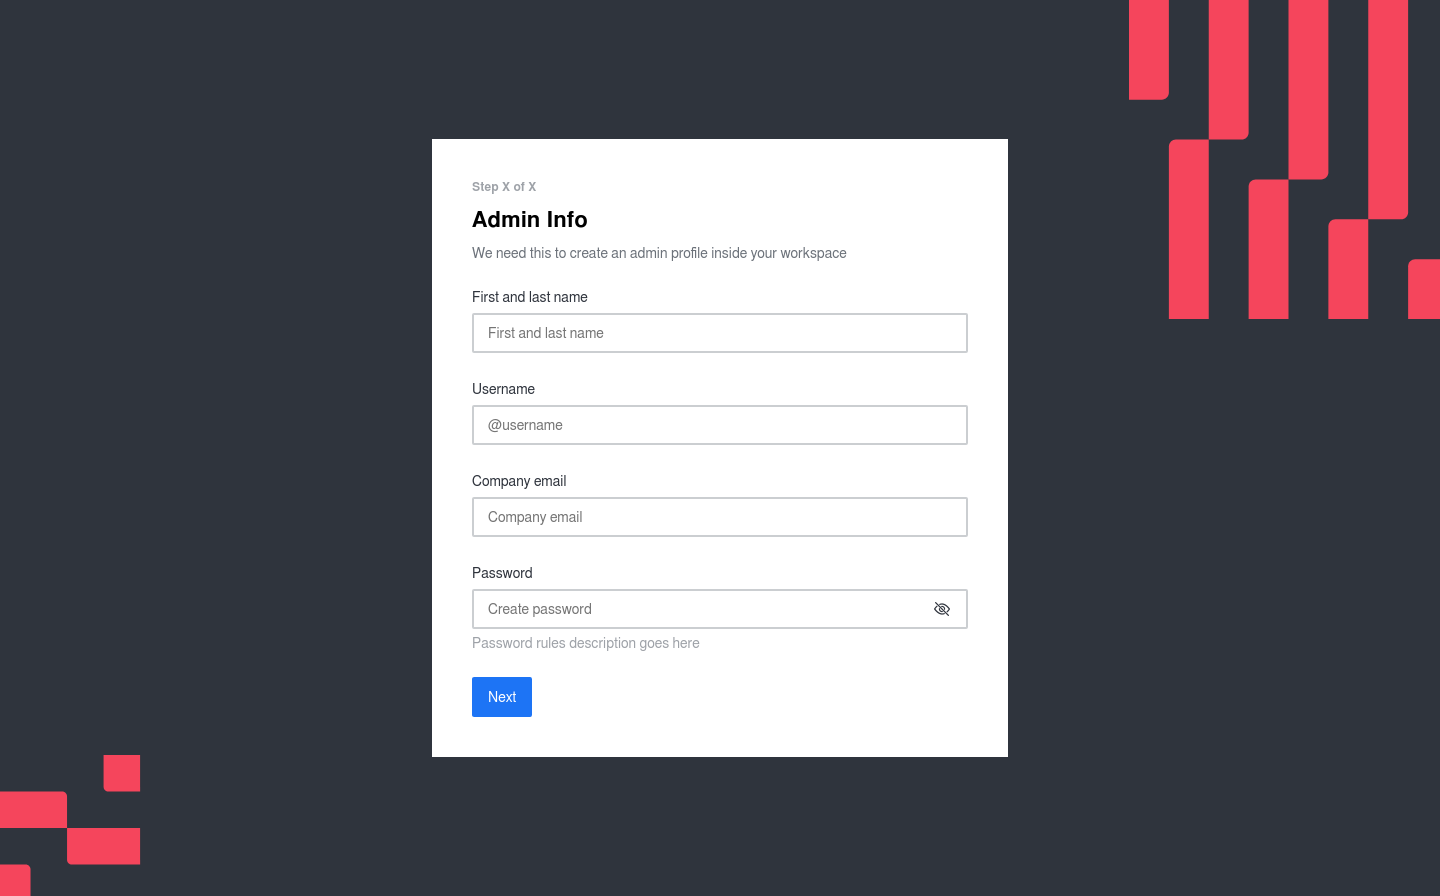 Step X of X
Admin Info
We need this to create an admin profile inside your workspace
First and last name
First and last name
Username
@username
Company email
Company email
Password
Create password
Password rules description goes here
Next